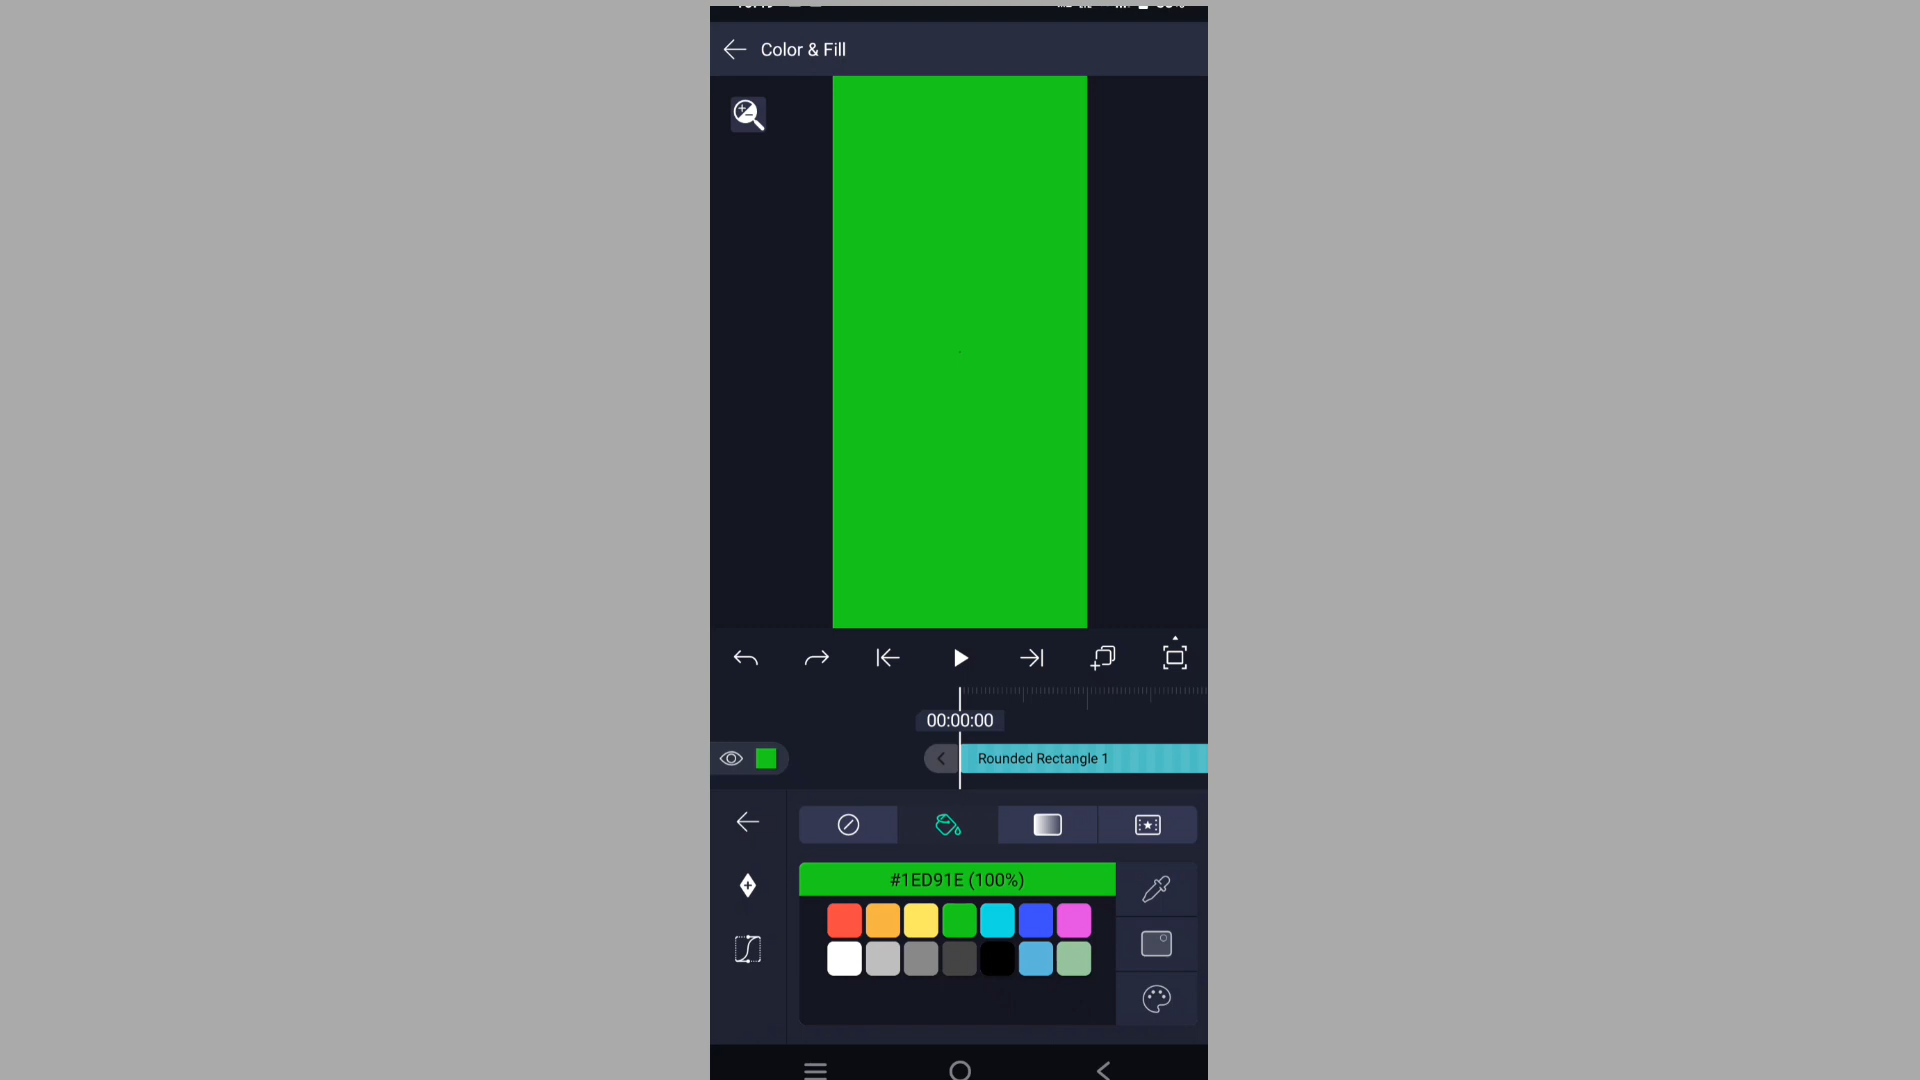 Color & Fill
00:00:00
Rounded Rectangle 1
#1ED91E (100%)